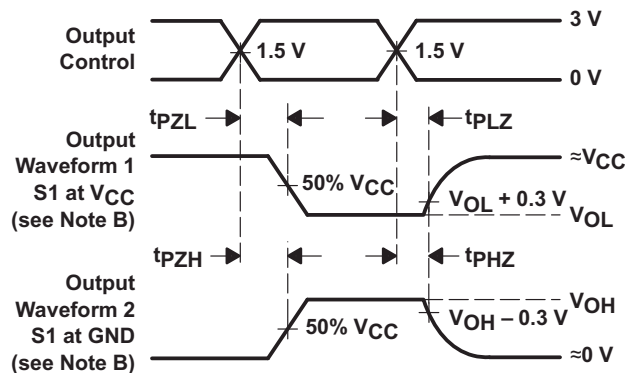 Output
Control
1.5 V
1.5 V
3 V
0 V
tPZL
tPLZ
Output
Waveform 1
S1 at VCC
(see Note B)
50% VCC
≈VCC
VOL + 0.3 V
VOL
tPZH
tPHZ
Output
Waveform 2
S1 at GND
(see Note B)
50% VCC
VOH
VOH – 0.3 V
≈0 V